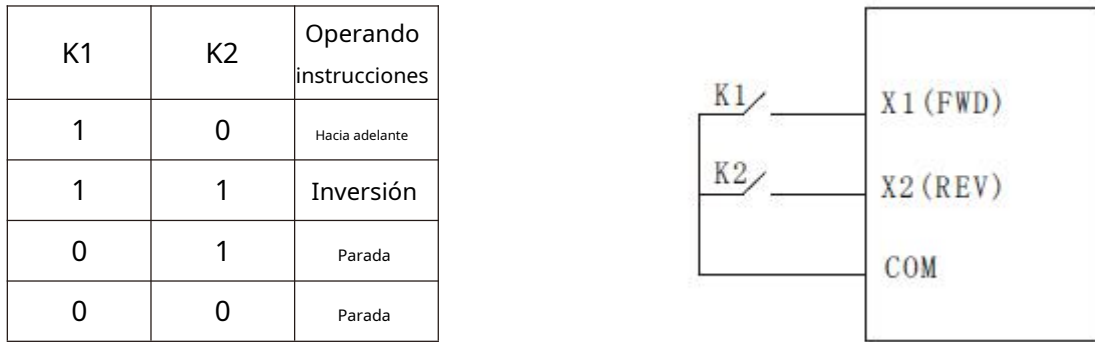 K1 K2 Operando
instrucciones
1 0 Hacia adelante
1 1 Inversión
0 1 Parada
0 0 Parada
K1 X1(FWD)
K2 X2(REV)
COM